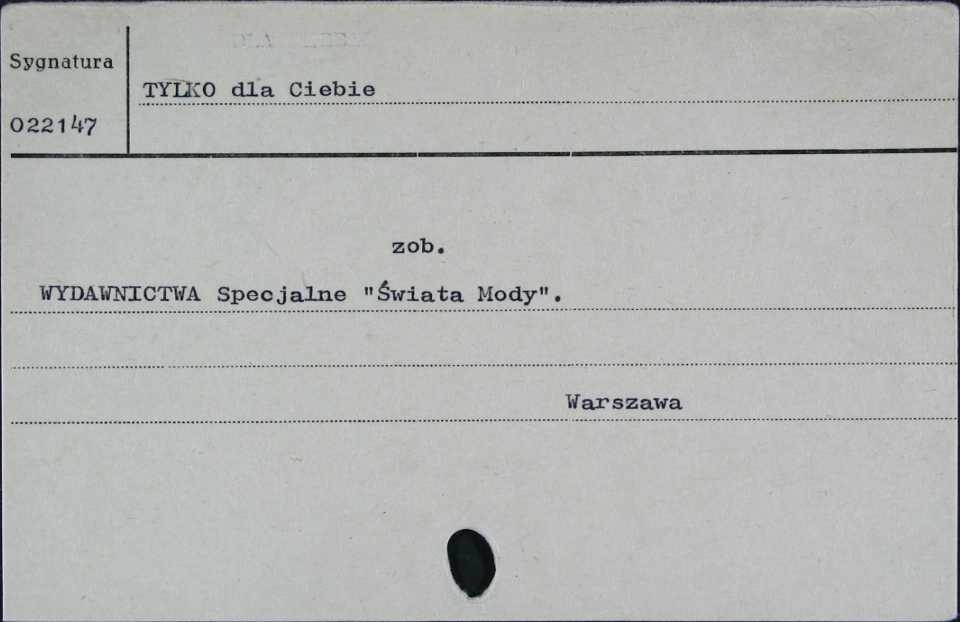 Sygnatura
TYLKO dla Ciebie
022147
zob.
WYDAWNICTWA Specjalne "Świata Mody".
Warszawa